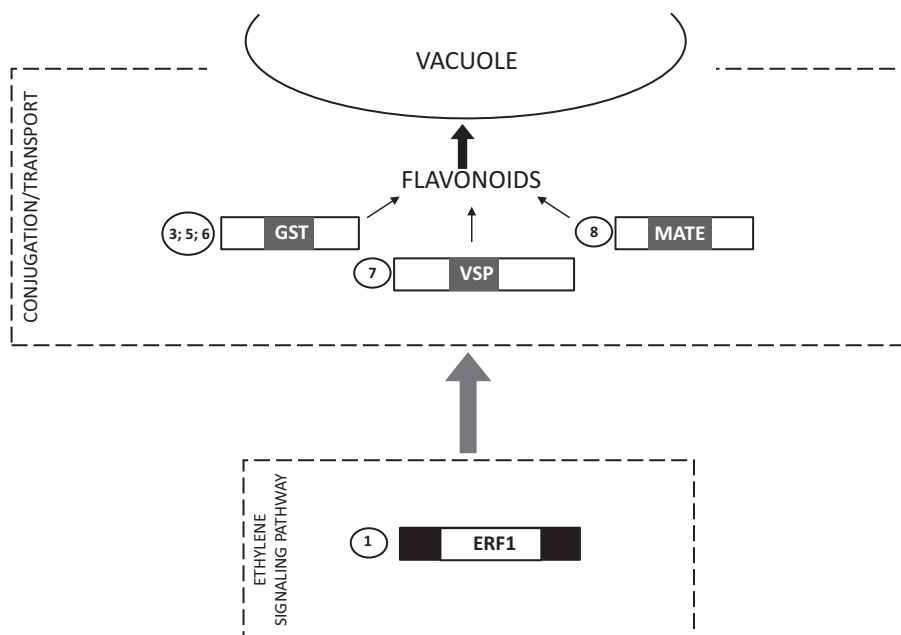 VACUOLE
CONJUGATION/TRANSPORT
FLAVONOIDS
3; 5; 6
GST
8
MATE
7
VSP
ETHYLENE
SIGNALING PATHWAY
1
ERF1